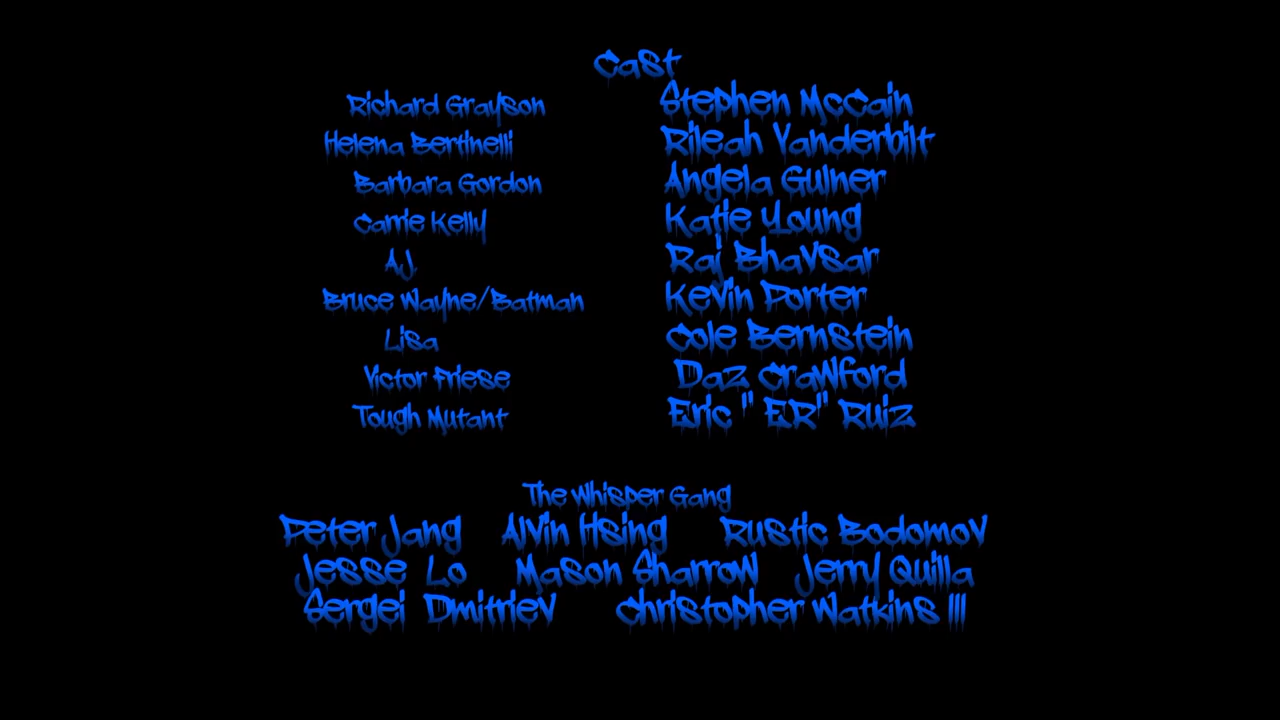 Cast
Richard Grayson Stephen McCain
Helena Bertinelli Rileah Vanderbilt
Barbara Gordon Angela Gulner
Carrie Kelly Katie Young
AJ Raj Bhavsar
Bruce Wayne/Batman Kevin Porter
Lisa Cole Bernstein
Victor Friese Daz Crawford
Tough Mutant Eric "ER" Ruiz
The Whisper Gang
Peter Jang Alvin Hsing Rustic Bodomov
Jesse Lo Mason Sharrow Jerry Quilla
Sergei Dmitriev Christopher Watkins III